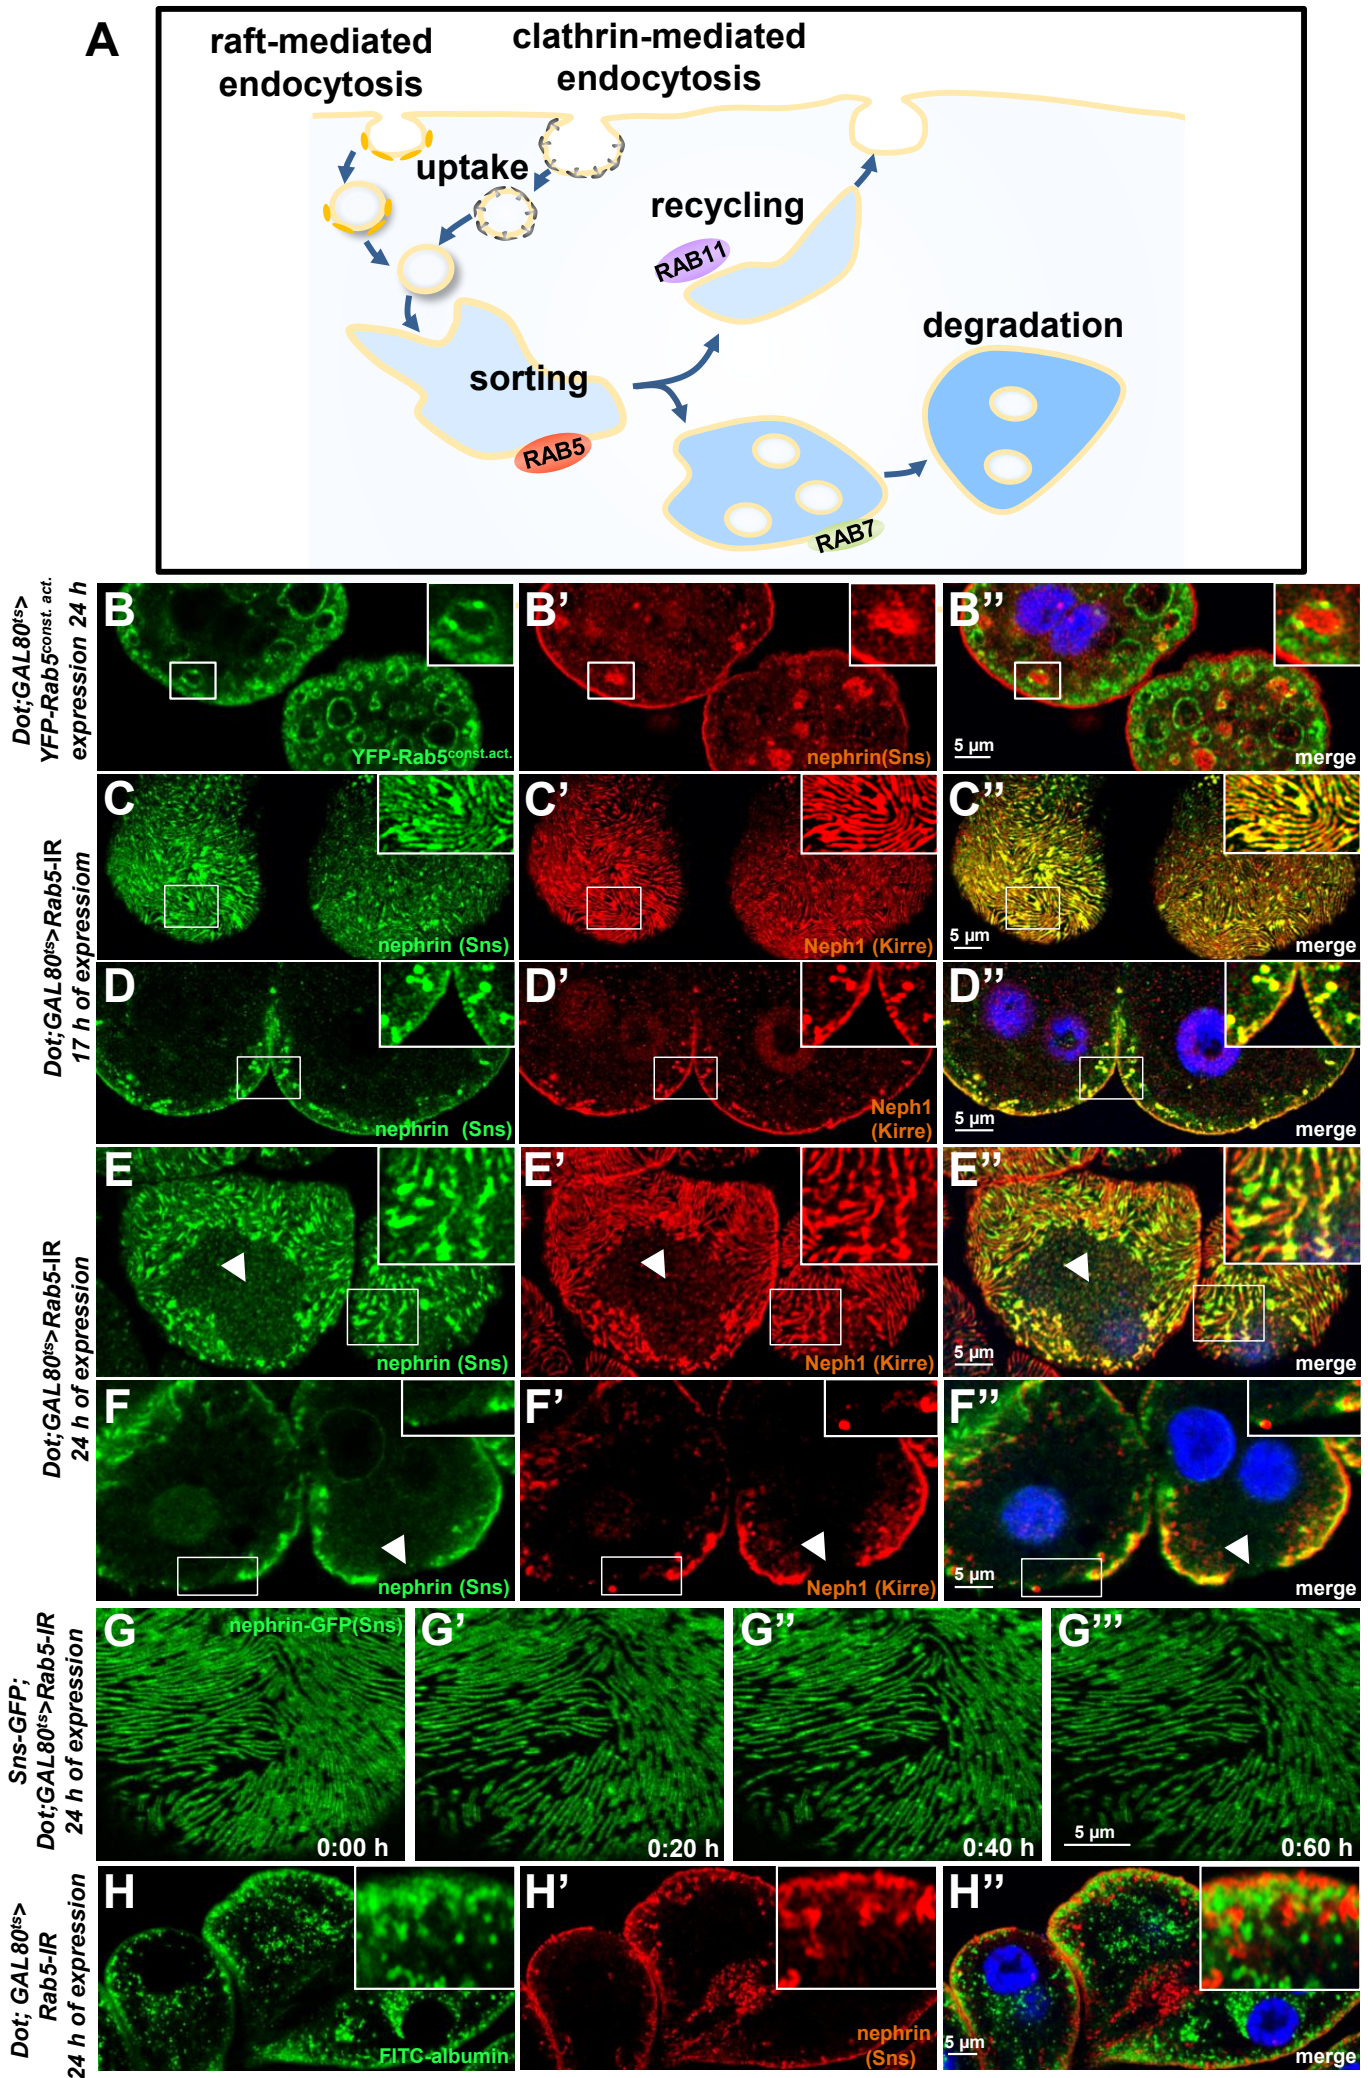 A
raft-mediated
endocytosis
clathrin-mediated
endocytosis
uptake
recycling
RAB11
sorting
RAB5
degradation
RAB7
Dot;GAL80ts>
YFP-Rab5const. act.
expression 24 h
B
YFP-Rab5const.act.
B’
nephrin(Sns)
B’’
5 µm
merge
Dot;GAL80ts>Rab5-IR
17 h of expressiom
C
nephrin (Sns)
C’
Neph1 (Kirre)
C’’
5 µm
merge
D
nephrin (Sns)
D’
Neph1
(Kirre)
D’’
5 µm
merge
Dot;GAL80ts>Rab5-IR
24 h of expression
E
nephrin (Sns)
E’
Neph1 (Kirre)
E’’
5 µm
merge
F
nephrin (Sns)
F’
Neph1 (Kirre)
F’’
5 µm
merge
Sns-GFP;
Dot;GAL80ts>Rab5-IR
24 h of expression
G
nephrin-GFP(Sns)
0:00 h
G’
0:20 h
G’’
0:40 h
G’’’
5 µm
0:60 h
Dot; GAL80ts>
Rab5-IR
24 h of expression
H
FITC-albumin
H’
nephrin
(Sns)
H’’
5 µm
merge